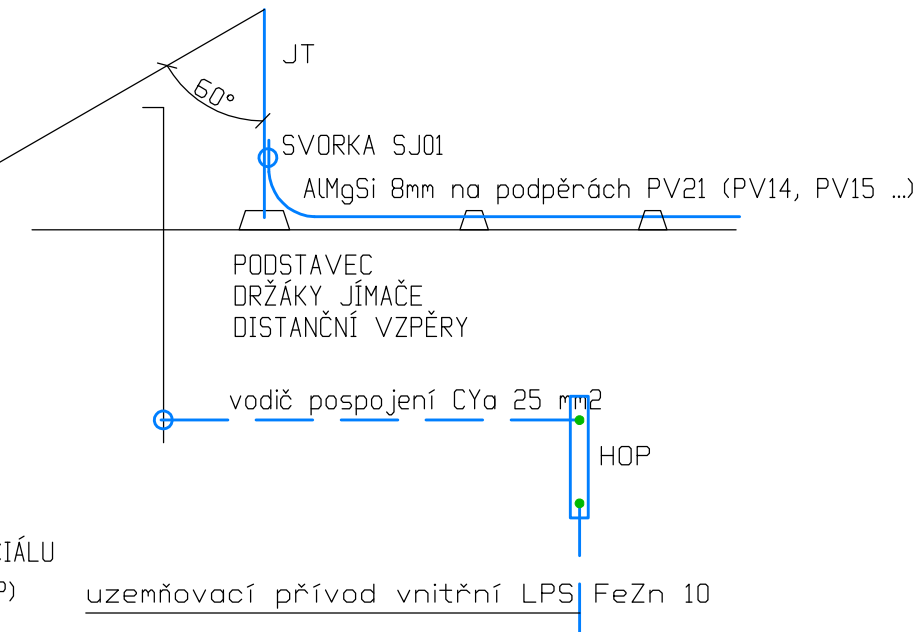 JT
60°
SVORKA SJ01
AlMgSi 8mm na podpěrách PV21 (PV14, PV15 ...)
PODSTAVEC
DRŽÁKY JÍMAČE
DISTANČNÍ VZPĚRY
vodič pospojení CYa 25 mm2
HOP
CIÁLU
P)
uzemňovací přívod vnitřní LPS FeZn 10